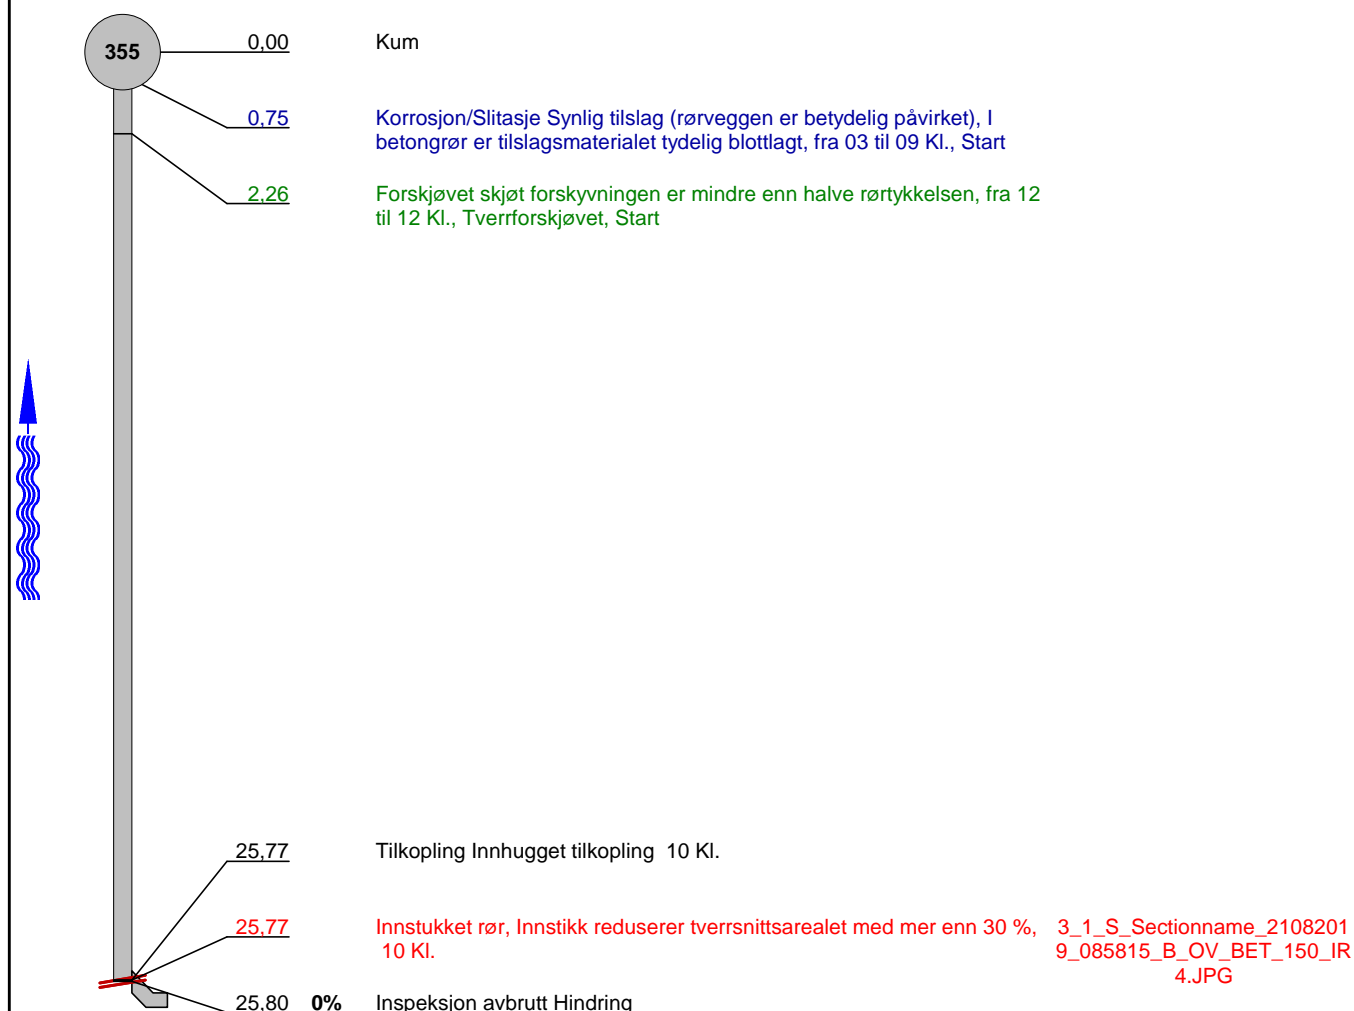 355
0,00 Kum
0,75 Korrosjon/Slitasje Synlig tilslag (rørveggen er betydelig påvirket), I
betongrør er tilslagsmaterialet tydelig blottlagt, fra 03 til 09 Kl., Start
2,26 Forskjøvet skjøt forskyvningen er mindre enn halve rørtykkelsen, fra 12
til 12 Kl., Tverrforskjøvet, Start
25,77 Tilkopling Innhugget tilkopling 10 Kl.
25,77 Innstukket rør, Innstikk reduserer tverrsnittsarealet med mer enn 30 %,
10 Kl.
3_1_S_Sectionname_2108201
9_085815_B_OV_BET_150_IR
4.JPG
25,80 0% Inspeksjon avbrutt Hindring